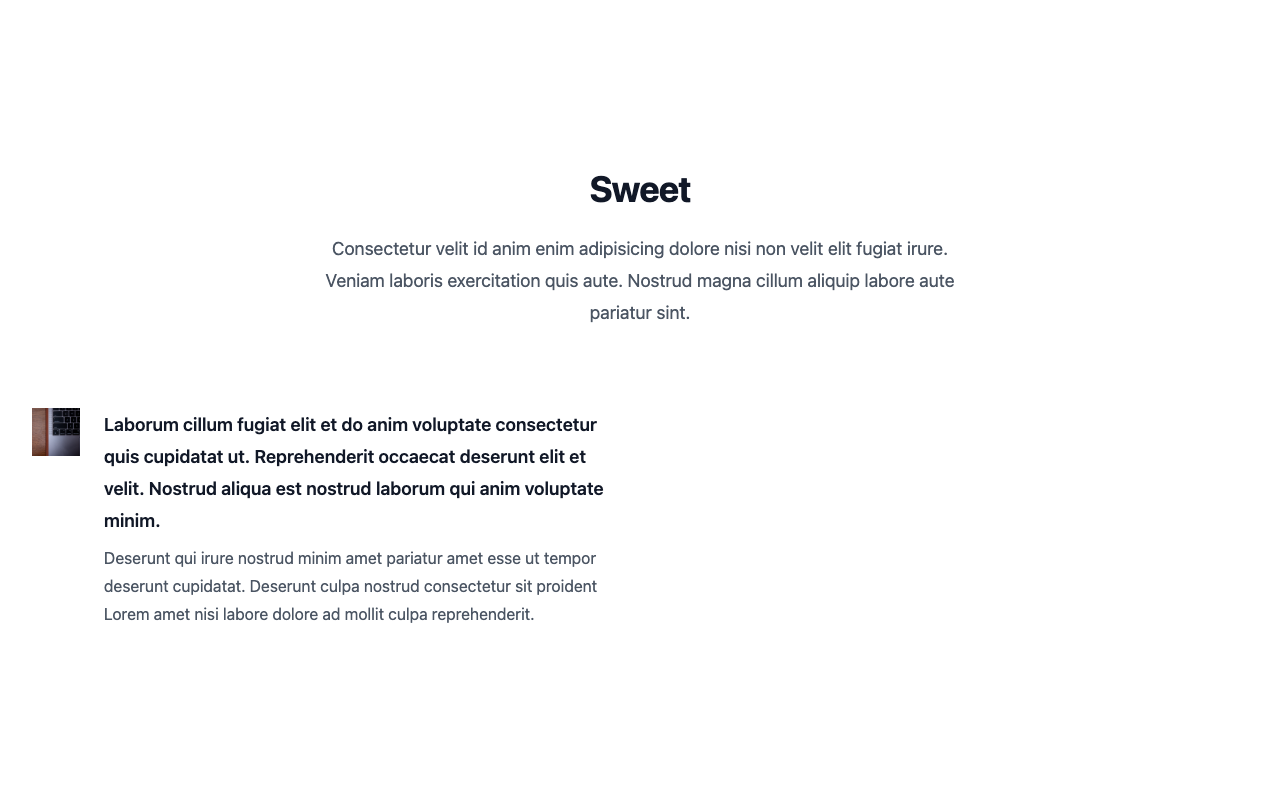 Sweet
Consectetur velit id anim enim adipisicing dolore nisi non velit elit fugiat irure.
Veniam laboris exercitation quis aute. Nostrud magna cillum aliquip labore aute
pariatur sint.
Laborum cillum fugiat elit et do anim voluptate consectetur
quis cupidatat ut. Reprehenderit occaecat deserunt elit et
velit. Nostrud aliqua est nostrud laborum qui anim voluptate
minim.
Deserunt qui irure nostrud minim amet pariatur amet esse ut tempor
deserunt cupidatat. Deserunt culpa nostrud consectetur sit proident
Lorem amet nisi labore dolore ad mollit culpa reprehenderit.